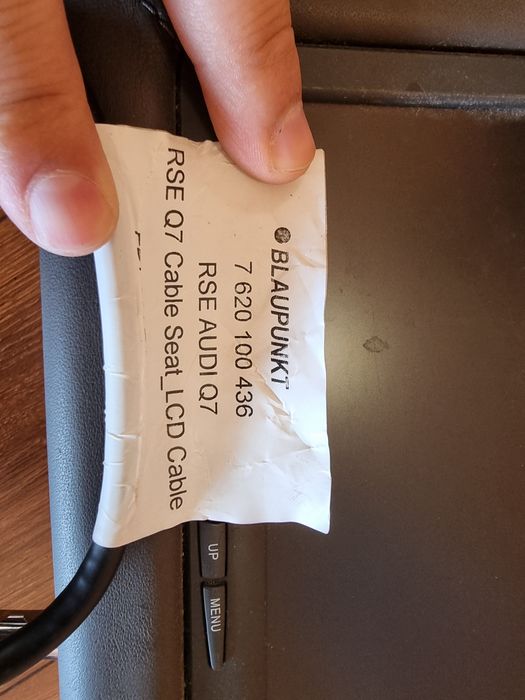 BLAUPUNKT
7 620 100 436
RSE AUDI Q7
RSE Q7 Cable Seat_LCD Cable
UP
MENU